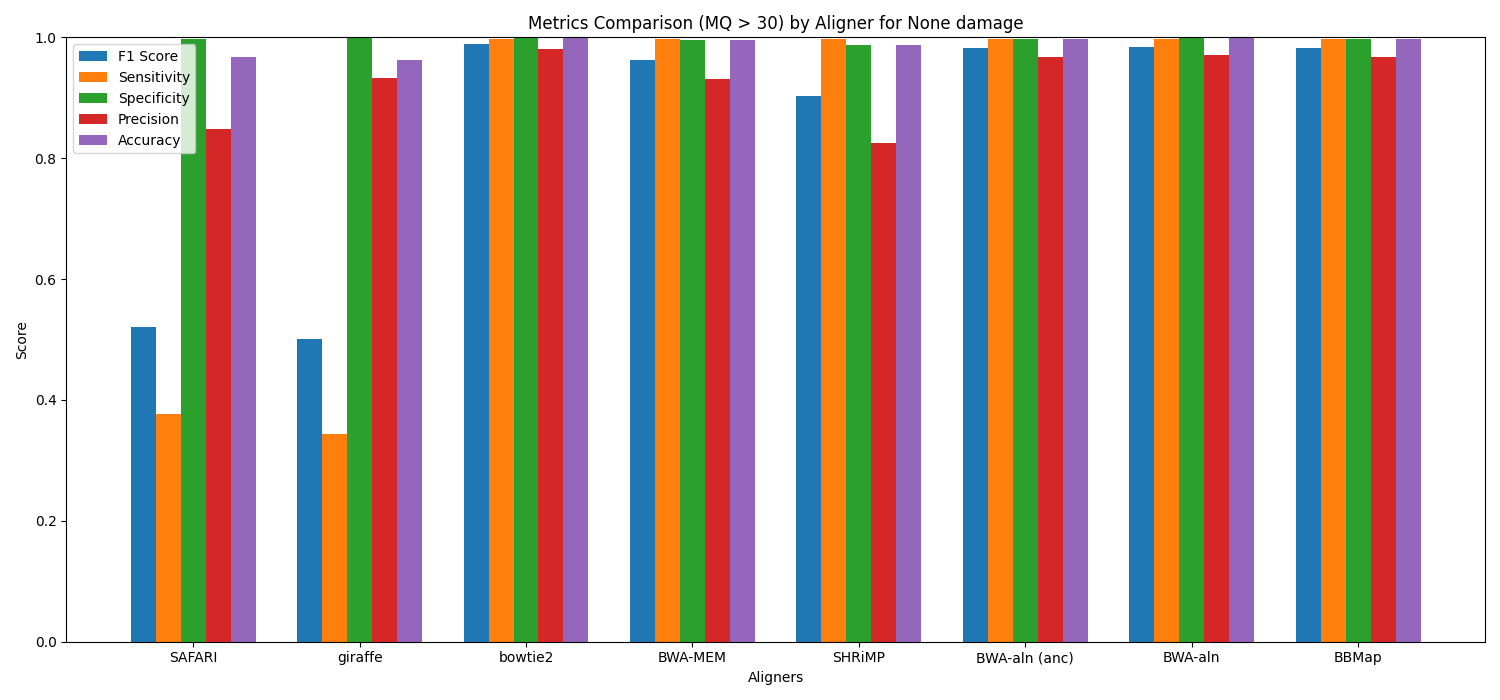 Metrics Comparison (MQ > 30) by Aligner for None damage
F1 Score
Sensitivity
Specificity
Precision
Accuracy
1.0
0.8
0.6
0.4
0.2
0.0
Score
SAFARI
giraffe
bowtie2
BWA-MEM
SHRiMP
BWA-aln (anc)
BWA-aln
BBMap
Aligners